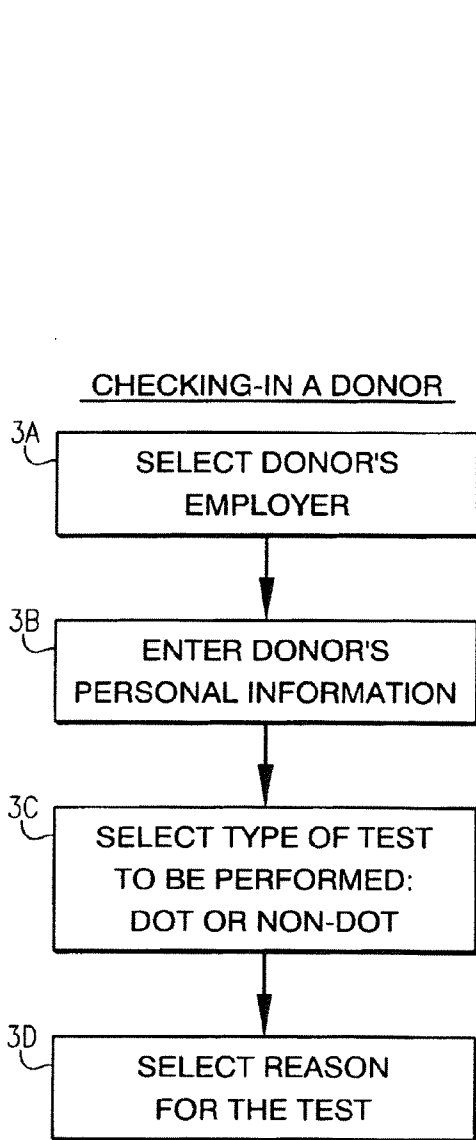 CHECKING-IN A DONOR
3A
SELECT DONOR'S
EMPLOYER
3B
ENTER DONOR'S
PERSONAL INFORMATION
3C
SELECT TYPE OF TEST
TO BE PERFORMED:
DOT OR NON-DOT
3D
SELECT REASON
FOR THE TEST